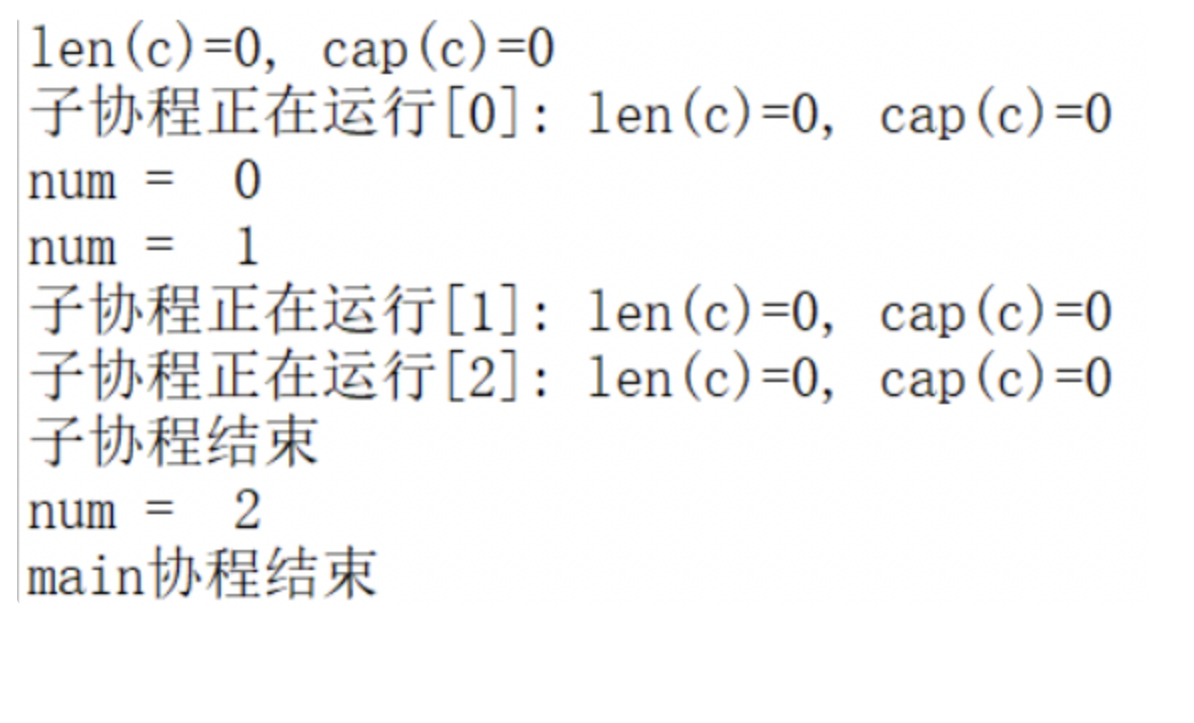 len(c)=0, cap(c)=0
子协程正在运行[0]: len(c)=0, cap(c)=0
num =  0
num =  1
子协程正在运行[1]: len(c)=0, cap(c)=0
子协程正在运行[2]: len(c)=0, cap(c)=0
子协程结束
num =  2
main协程结束